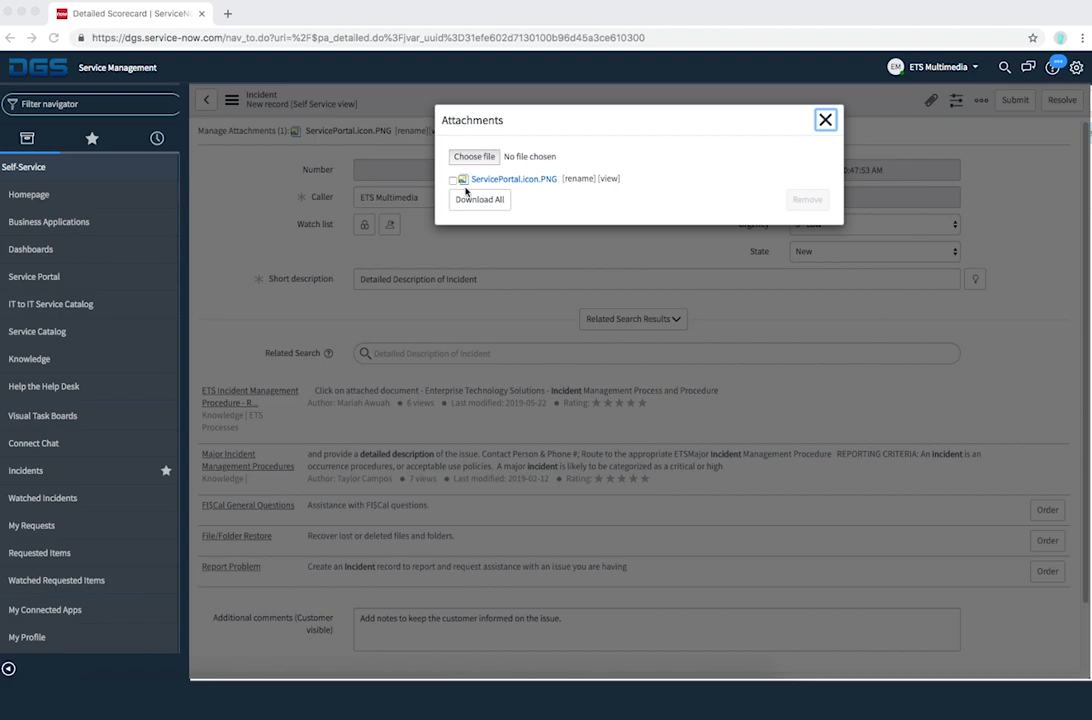 Detailed Scorecard | ServiceN
https://dgs.service-now.com/nav_to.do?uri=%2F$pa_detailed.do%3Fjvar_uuid%3D31efe602d7130100b96d45a3ce610300
DGS Service Management
EM ETS Multimedia
Filter navigator
Self-Service
Homepage
Business Applications
Dashboards
Service Portal
IT to IT Service Catalog
Service Catalog
Knowledge
Help the Help Desk
Visual Task Boards
Connect Chat
Incidents
Watched Incidents
My Requests
Requested Items
Watched Requested Items
My Connected Apps
My Profile
Incident
New record [Self Service view]
Submit
Resolve
Manage Attachments (1): ServicePortal.icon.PNG [rename]
Attachments
Choose file No file chosen
ServicePortal.icon.PNG [rename] [view]
Download All
Remove
Number
:47:53 AM
Caller
ETS Multimedia
Watch list
State
New
Short description
Detailed Description of Incident
Related Search Results
Related Search
Detailed Description of Incident
ETS Incident Management
Procedure - R...
Knowledge | ETS
Processes
Click on attached document - Enterprise Technology Solutions - Incident Management Process and Procedure
Author: Mariah Awuah 6 views Last modified: 2019-05-22 Rating:
Major Incident
Management Procedures
Knowledge |
and provide a detailed description of the issue. Contact Person & Phone #; Route to the appropriate ETSMajor Incident Management Procedure REPORTING CRITERIA: An incident is an
occurrence procedures, or acceptable use policies. A major incident is likely to be categorized as a critical or high
Author: Taylor Campos 7 views Last modified: 2019-02-12 Rating:
FI$Cal General Questions
Assistance with FI$Cal questions.
Order
File/Folder Restore
Recover lost or deleted files and folders.
Order
Report Problem
Create an Incident record to report and request assistance with an issue you are having
Order
Additional comments (Customer
visible)
Add notes to keep the customer informed on the issue.